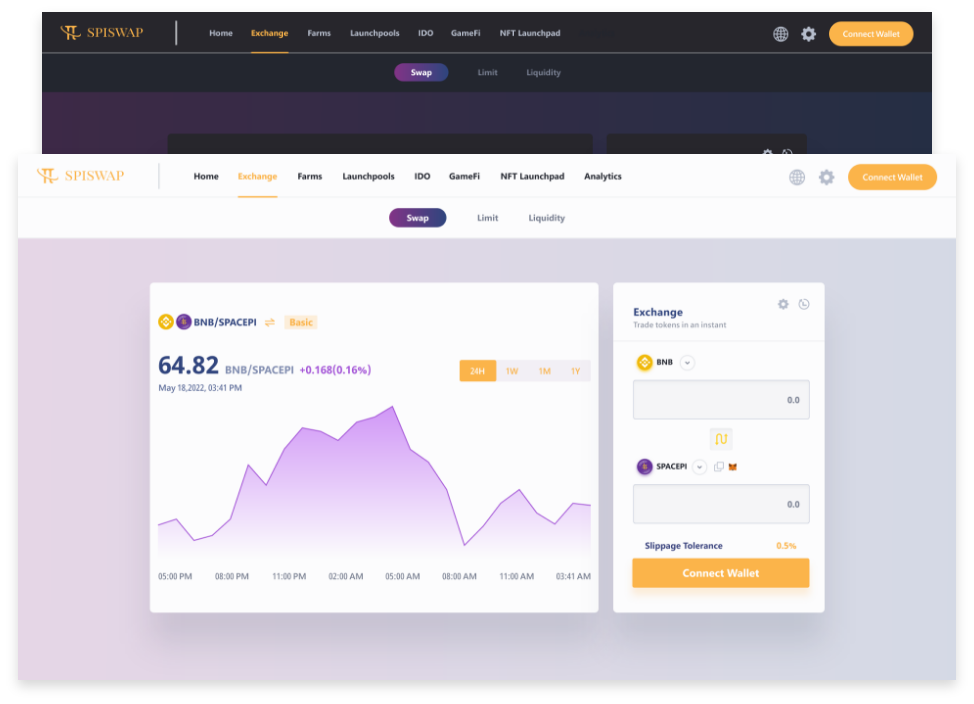 SPISWAP Home Exchange Farms Launchpools IDO GameFi NFT Launchpad Connect Wallet
Swap Limit Liquidity
SPISWAP Home Exchange Farms Launchpools IDO GameFi NFT Launchpad Analytics Connect Wallet
Swap Limit Liquidity
BNB/SPACEPI Basic
64.82 BNB/SPACEPI +0.168(0.16%)
May 18,2022, 03:41 PM
24H 1W 1M 1Y
05:00 PM 08:00 PM 11:00 PM 02:00 AM 05:00 AM 08:00 AM 11:00 AM 03:41 AM
Exchange
Trade tokens in an instant
BNB
0.0
SPACEPI
0.0
Slippage Tolerance 0.5%
Connect Wallet